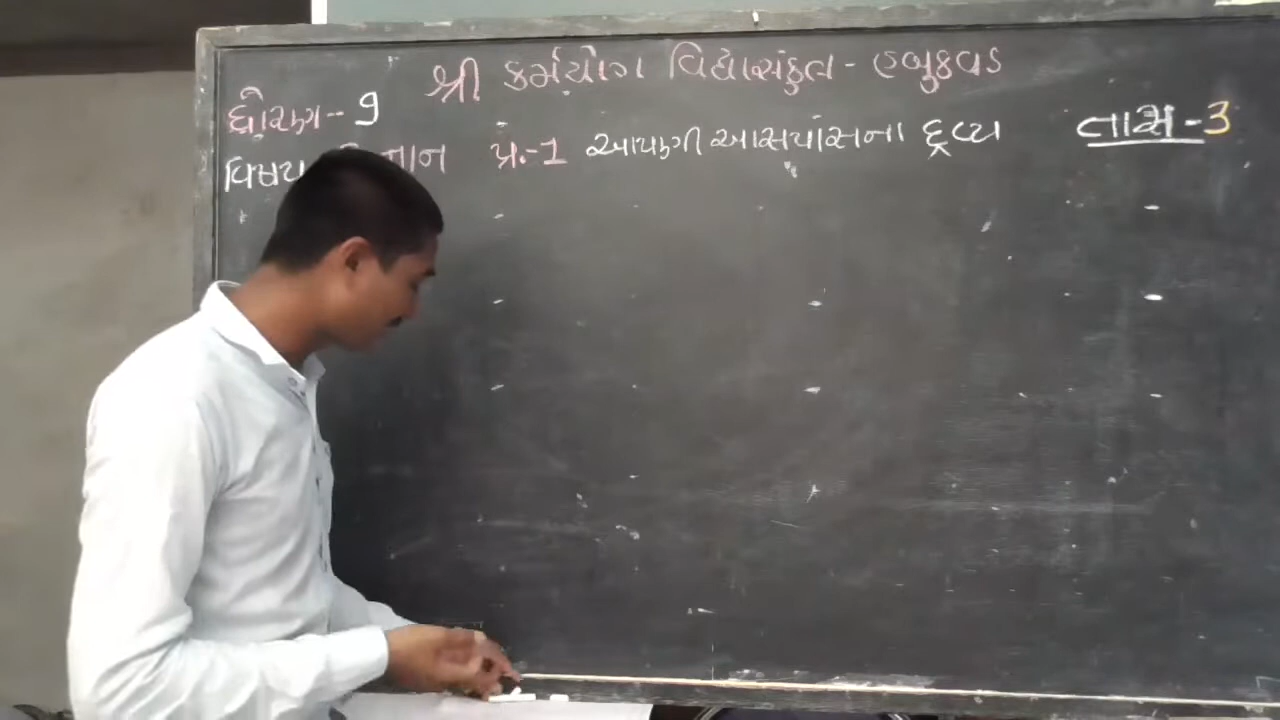 શ્રી કર્મયોગ વિદ્યાસંકુલ - હબુકવડ
ધોરણ - 9
વિષય પ્ર.-1 આપણી આસપાસના દ્રવ્ય તાસ - 3